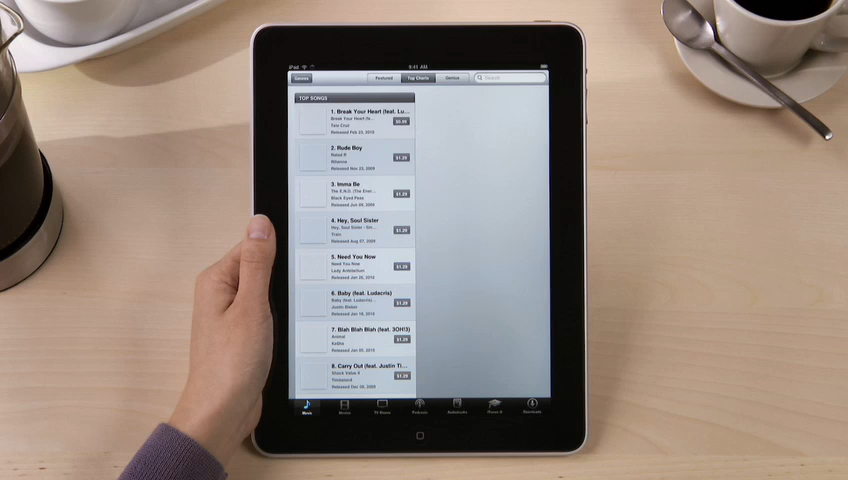 iPod
9:41 AM
Genres
Featured
Top Charts
Genius
Search
TOP SONGS
1. Break Your Heart (feat. Lu...
Break Your Heart (fe...
Taio Cruz
Released Feb 23, 2010
$0.99
2. Rude Boy
Rated R
Rihanna
Released Nov 23, 2009
$1.29
3. Imma Be
The E.N.D. (The Ener...
Black Eyed Peas
Released Jun 09, 2009
$1.29
4. Hey, Soul Sister
Hey, Soul Sister - Sin...
Train
Released Aug 07, 2009
$1.29
5. Need You Now
Need You Now
Lady Antebellum
Released Jan 26, 2010
$1.29
6. Baby (feat. Ludacris)
Baby (feat. Ludacris)...
Justin Bieber
Released Jan 18, 2010
$1.29
7. Blah Blah Blah (feat. 3OH!3)
Animal
Ke$ha
Released Jan 05, 2010
$1.29
8. Carry Out (feat. Justin Ti...
Shock Value II
Timbaland
Released Dec 08, 2009
$1.29
Music
Movies
TV Shows
Podcasts
Audiobooks
iTunes U
Downloads